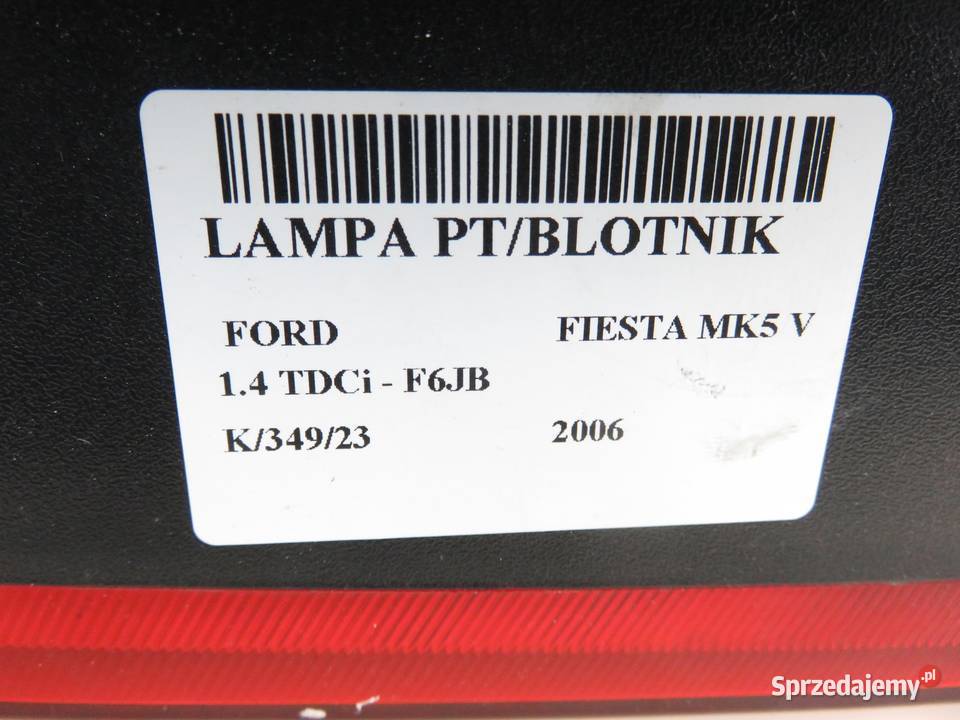 LAMPA PT/BLOTNIK
FORD FIESTA MK5 V
1.4 TDCi - F6JB
K/349/23 2006
Sprzedajemy.pl